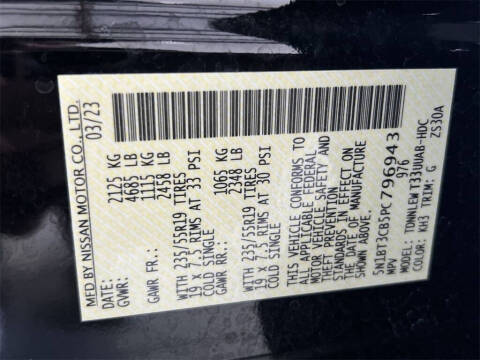 MFD BY NISSAN MOTOR CO., LTD.
DATE: 03/23
GVWR: 2125 KG
4685 LB
GAWR FR.: 1115 KG
2458 LB
WITH 235/55R19 TIRES
19 X 7.5 RIMS AT 33 PSI
COLD SINGLE
GAWR RR.: 1065 KG
2348 LB
WITH 235/55R19 TIRES
19 X 7.5 RIMS AT 30 PSI
COLD SINGLE
THIS VEHICLE CONFORMS TO
ALL APPLICABLE FEDERAL
MOTOR VEHICLE SAFETY AND
THEFT PREVENTION
STANDARDS IN EFFECT ON
THE DATE OF MANUFACTURE
SHOWN ABOVE.
5N1BT3CB5PC796943
MPV 976
MODEL: TDNNLEW T33UUAB-HDC
COLOR: KH3 TRIM: G ZS30A